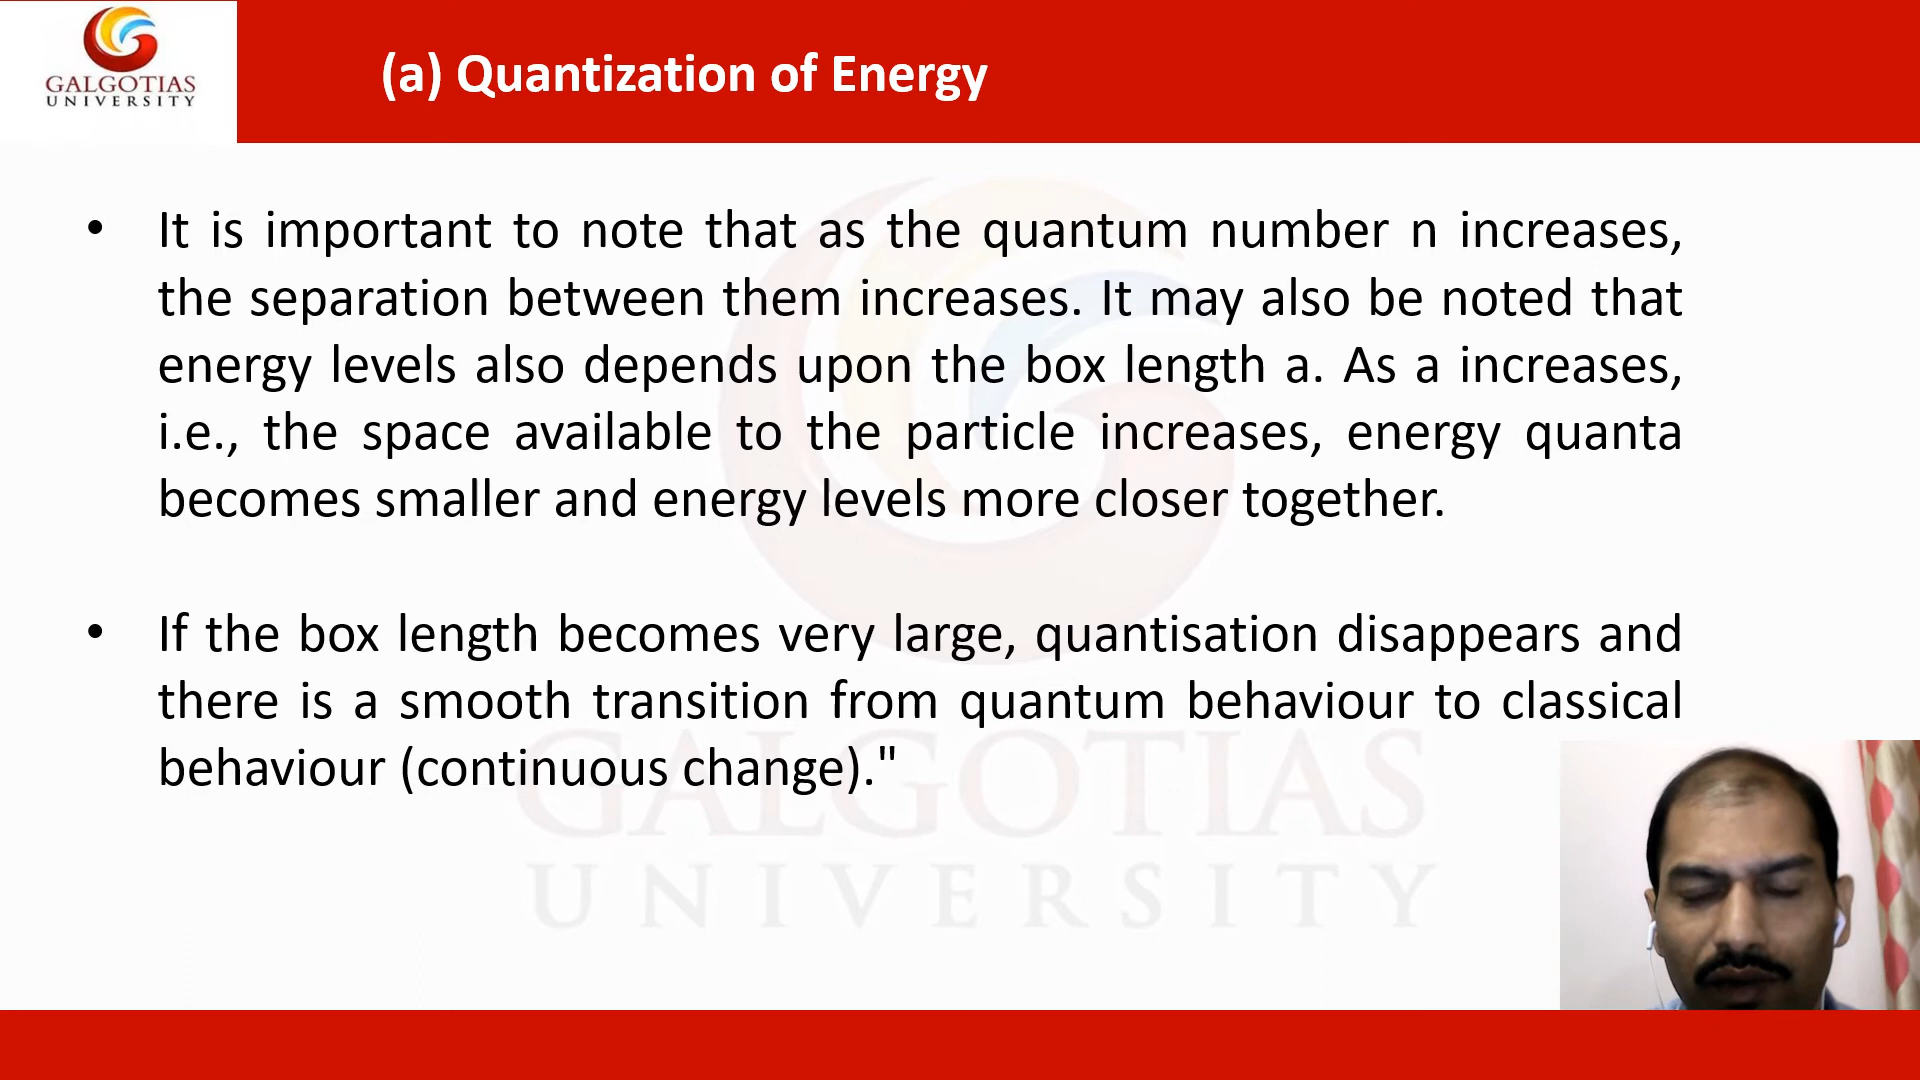 GALGOTIAS
UNIVERSITY
(a) Quantization of Energy
• It is important to note that as the quantum number n increases,
the separation between them increases. It may also be noted that
energy levels also depends upon the box length a. As a increases,
i.e., the space available to the particle increases, energy quanta
becomes smaller and energy levels more closer together.
• If the box length becomes very large, quantisation disappears and
there is a smooth transition from quantum behaviour to classical
behaviour (continuous change)."
GALGOTIAS
UNIVERSITY